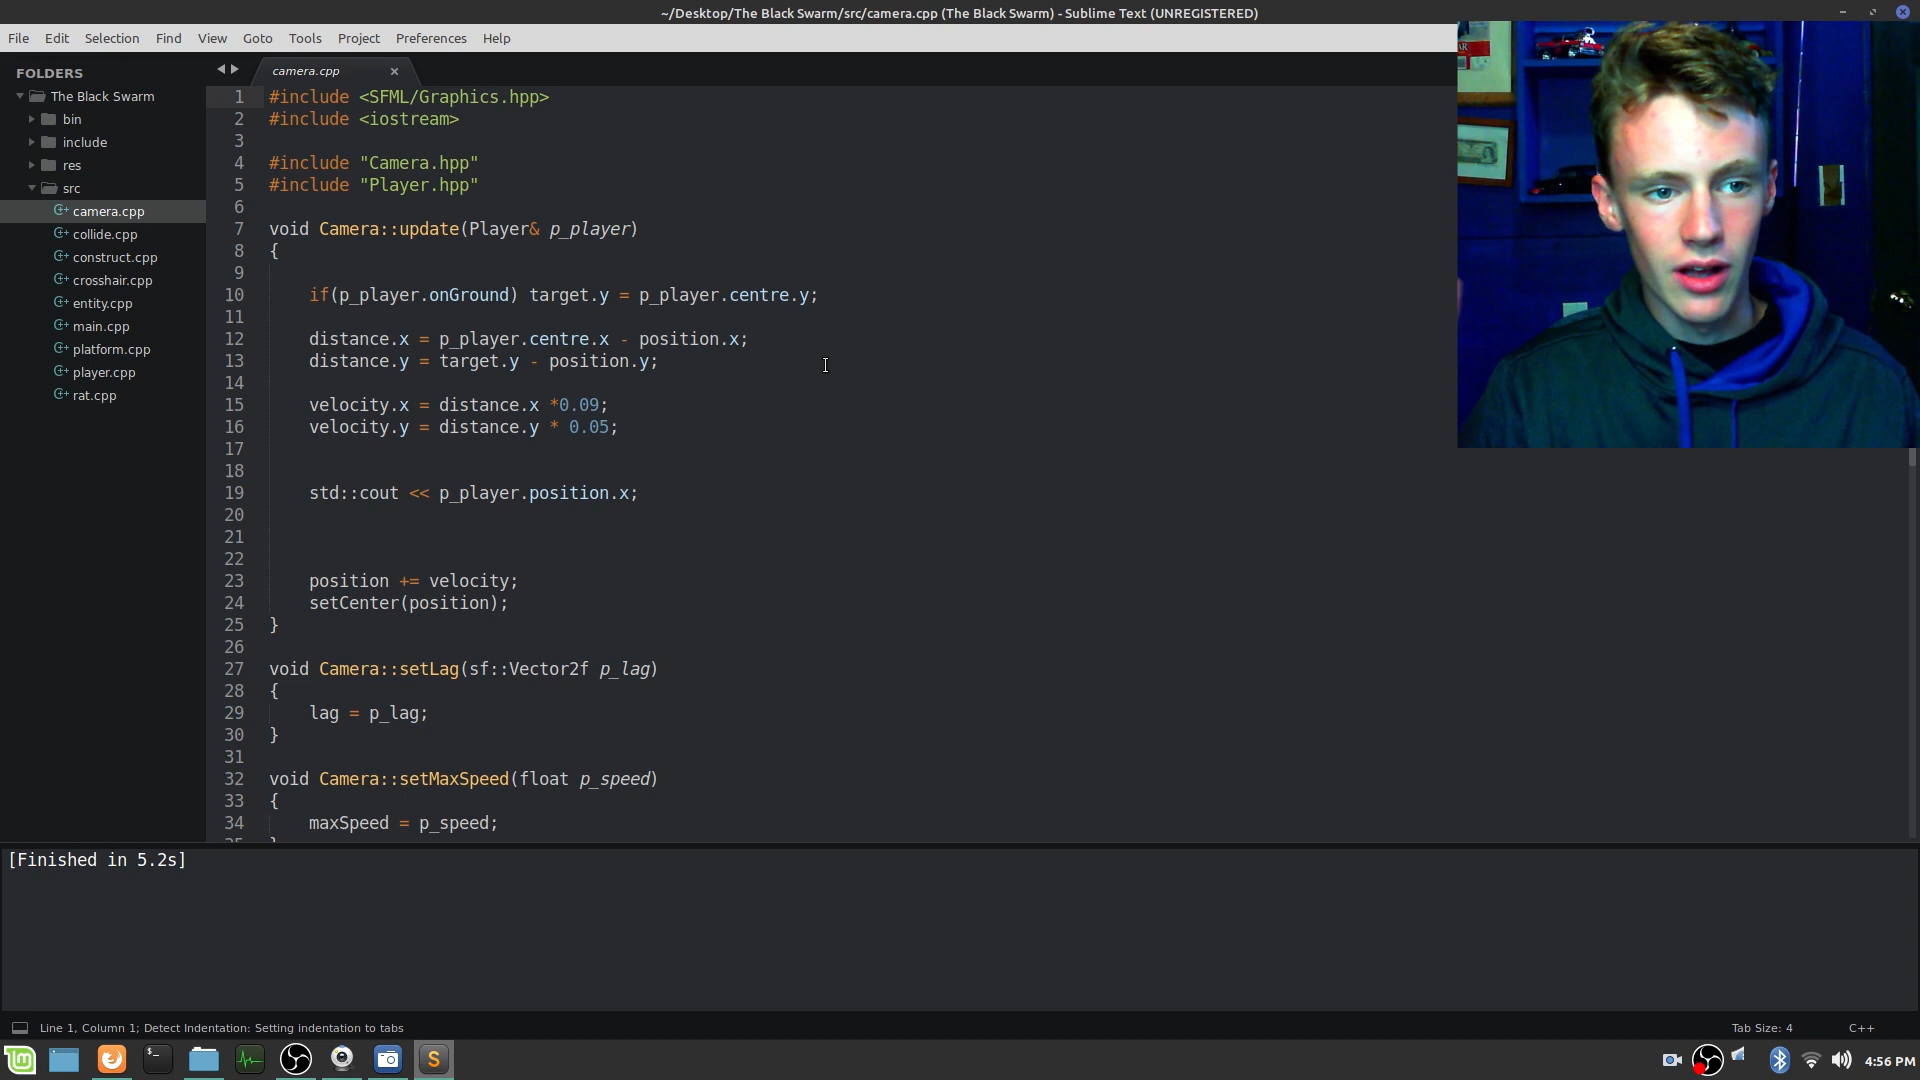 ~/Desktop/The Black Swarm/src/camera.cpp (The Black Swarm) - Sublime Text (UNREGISTERED)
File Edit Selection Find View Goto Tools Project Preferences Help
FOLDERS
The Black Swarm
bin
include
res
src
camera.cpp
collide.cpp
construct.cpp
crosshair.cpp
entity.cpp
main.cpp
platform.cpp
player.cpp
rat.cpp
camera.cpp
1 #include <SFML/Graphics.hpp>
2 #include <iostream>
3
4 #include "Camera.hpp"
5 #include "Player.hpp"
6
7 void Camera::update(Player& p_player)
8 {
9
10 if(p_player.onGround) target.y = p_player.centre.y;
11
12 distance.x = p_player.centre.x - position.x;
13 distance.y = target.y - position.y;
14
15 velocity.x = distance.x *0.09;
16 velocity.y = distance.y * 0.05;
17
18
19 std::cout << p_player.position.x;
20
21
22
23 position += velocity;
24 setCenter(position);
25 }
26
27 void Camera::setLag(sf::Vector2f p_lag)
28 {
29 lag = p_lag;
30 }
31
32 void Camera::setMaxSpeed(float p_speed)
33 {
34 maxSpeed = p_speed;
[Finished in 5.2s]
Line 1, Column 1; Detect Indentation: Setting indentation to tabs
Tab Size: 4
C++
4:56 PM